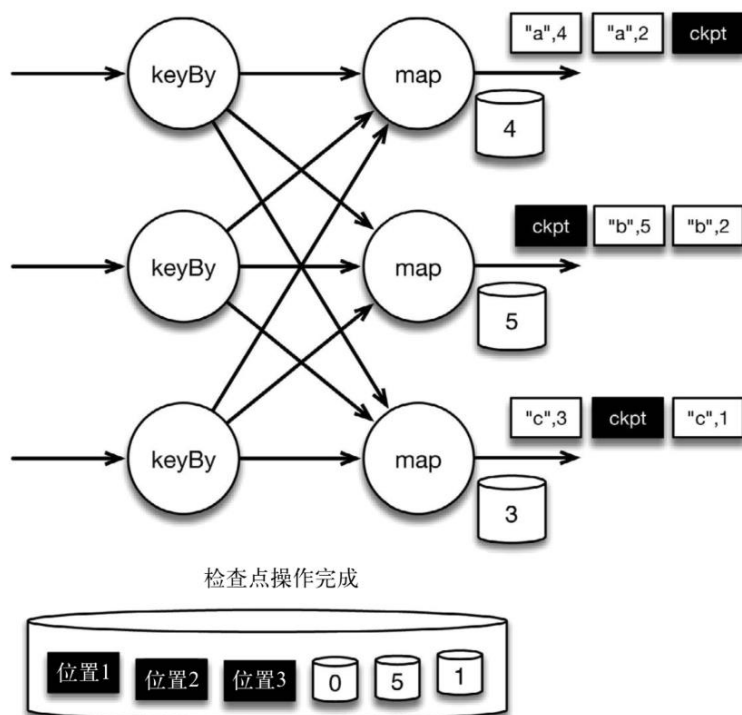 "a",4 "a",2 ckpt
keyBy map
4
ckpt "b",5 "b",2
keyBy map
5
"c",3 ckpt "c",1
keyBy map
3
检查点操作完成
位置1 位置2 位置3 0 5 1